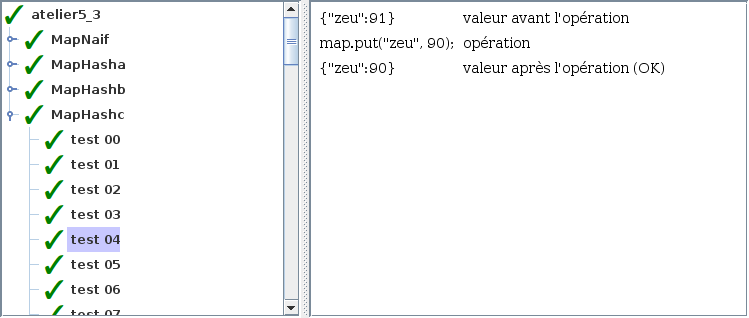 atelier5_3
MapNaif
MapHasha
MapHashb
MapHashc
test 00
test 01
test 02
test 03
test 04
test 05
test 06
test 07
{"zeu":91} valeur avant l'opération
map.put("zeu", 90); opération
{"zeu":90} valeur après l'opération (OK)